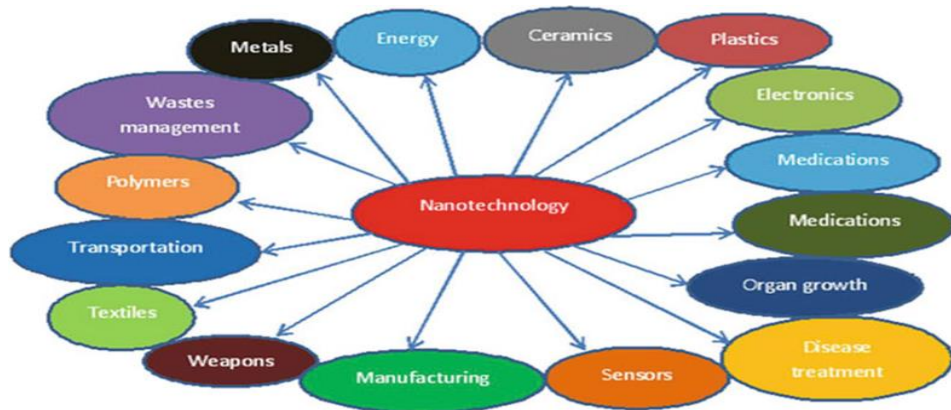 Metals
Energy
Ceramics
Plastics
Wastes
management
Electronics
Medications
Polymers
Nanotechnology
Medications
Transportation
Organ growth
Textiles
Disease
treatment
Weapons
Manufacturing
Sensors